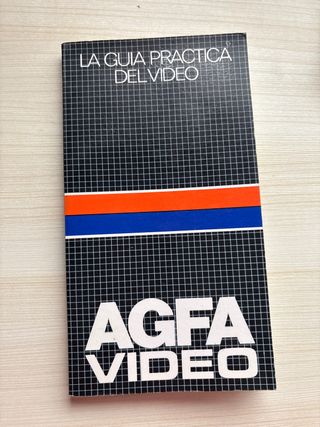 LA GUIA PRACTICA
DEL VIDEO
AGFA
VIDEO